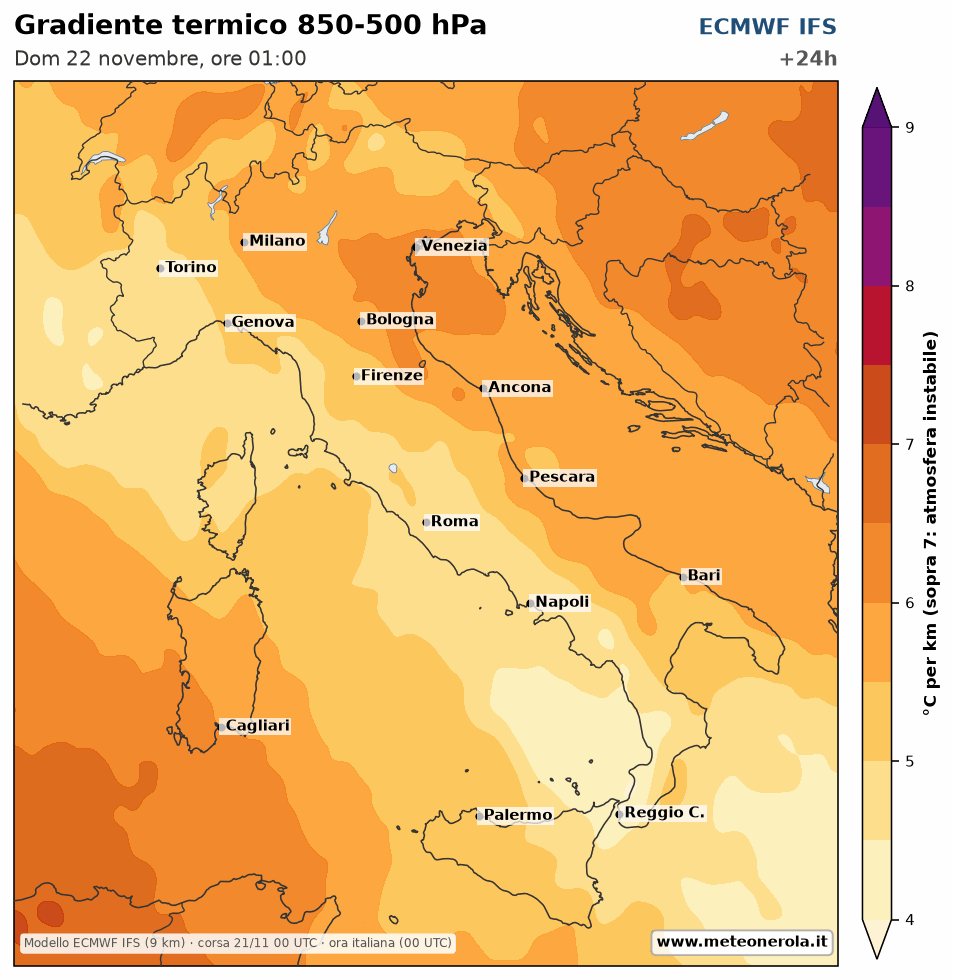 Gradiente termico 850-500 hPa
ECMWF IFS
Dom 22 novembre, ore 01:00
+24h
Milano
Venezia
Torino
Genova
Bologna
Firenze
Ancona
Pescara
Roma
Bari
Napoli
Cagliari
Palermo
Reggio C.
9
8
7
6
5
4
°C per km (sopra 7: atmosfera instabile)
Modello ECMWF IFS (9 km) · corsa 21/11 00 UTC · ora italiana (00 UTC)
www.meteonerola.it